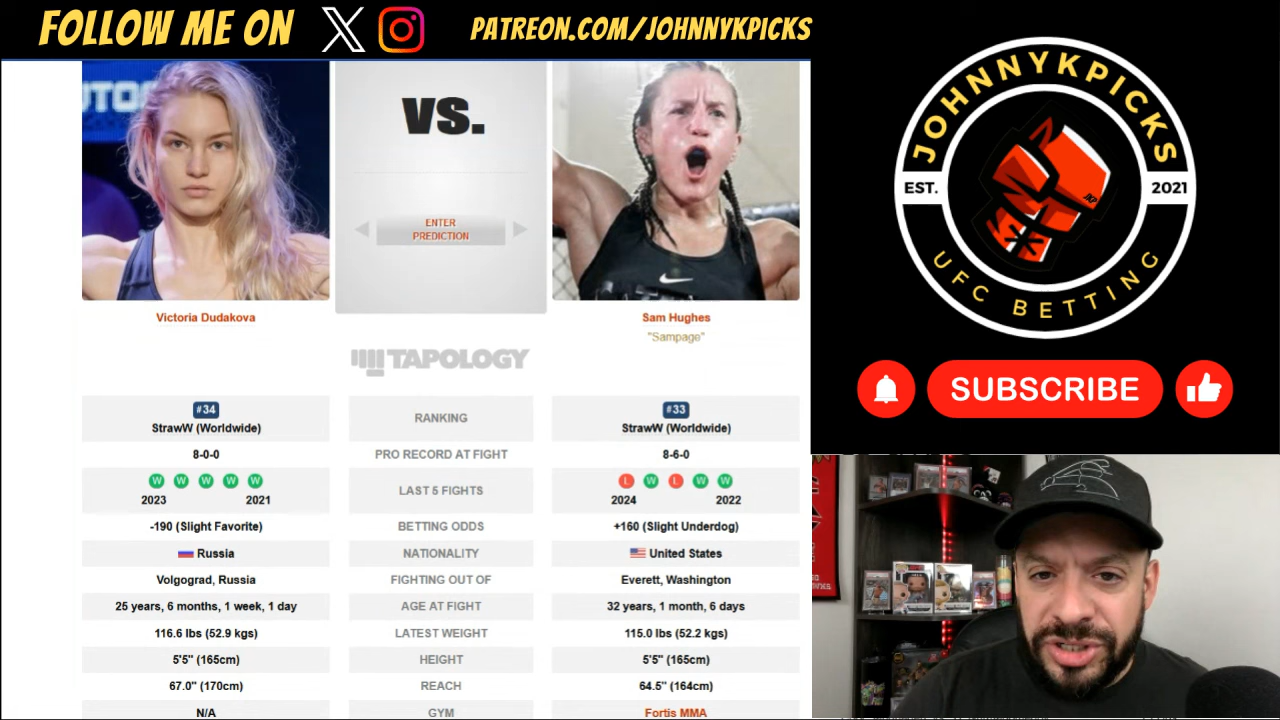 FOLLOW ME ON
PATREON.COM/JOHNNYKPICKS
VS.
ENTER
PREDICTION
Victoria Dudakova
Sam Hughes
"Sampage"
TAPOLOGY
#34
StrawW (Worldwide)
RANKING
#33
StrawW (Worldwide)
8-0-0
PRO RECORD AT FIGHT
8-6-0
W W W W W
2023 2021
LAST 5 FIGHTS
L W L W W
2024 2022
-190 (Slight Favorite)
BETTING ODDS
+160 (Slight Underdog)
Russia
NATIONALITY
United States
Volgograd, Russia
FIGHTING OUT OF
Everett, Washington
25 years, 6 months, 1 week, 1 day
AGE AT FIGHT
32 years, 1 month, 6 days
116.6 lbs (52.9 kgs)
LATEST WEIGHT
115.0 lbs (52.2 kgs)
5'5" (165cm)
HEIGHT
5'5" (165cm)
67.0" (170cm)
REACH
64.5" (164cm)
N/A
GYM
Fortis MMA
JOHNNYKPICKS
EST.
2021
JKP
UFC BETTING
SUBSCRIBE